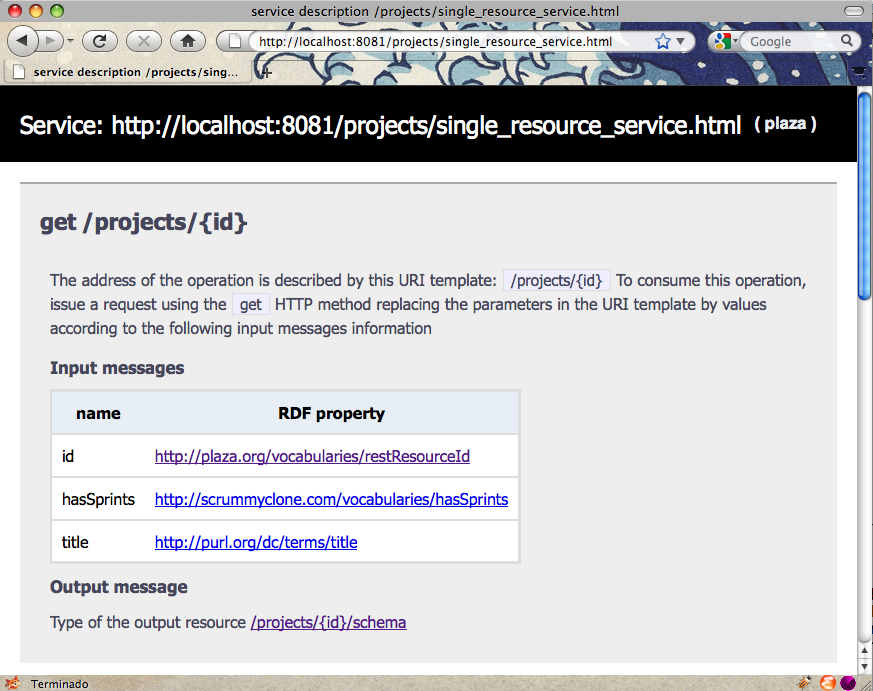 service description /projects/single_resource_service.html
http://localhost:8081/projects/single_resource_service.html
Google
service description /projects/sing...
Service: http://localhost:8081/projects/single_resource_service.html ( plaza )
get /projects/{id}
The address of the operation is described by this URI template: /projects/{id} To consume this operation,
issue a request using the get HTTP method replacing the parameters in the URI template by values
according to the following input messages information
Input messages
name RDF property
id http://plaza.org/vocabularies/restResourceId
hasSprints http://scrummyclone.com/vocabularies/hasSprints
title http://purl.org/dc/terms/title
Output message
Type of the output resource /projects/{id}/schema
Terminado